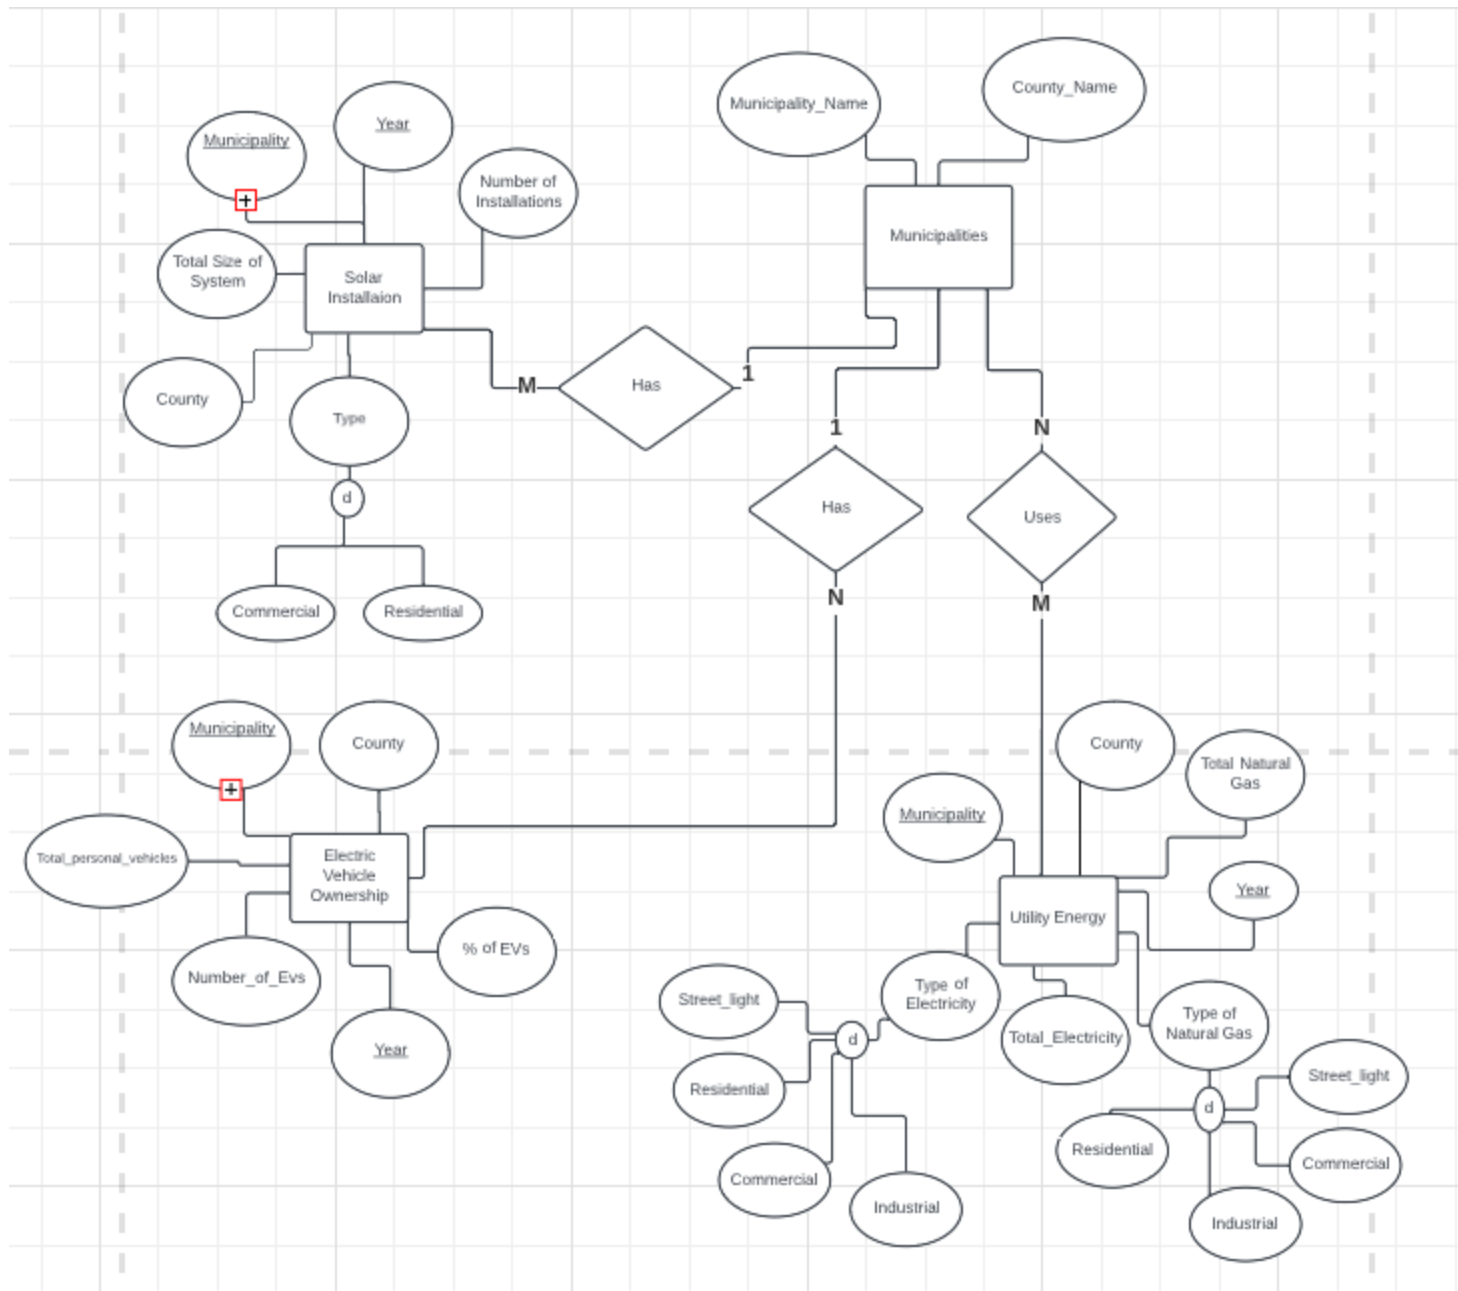 County_Name
Municipality_Name
Year
Municipality
Number of
Installations
Municipalities
Total Size of
System
Solar
Installaion
1
Has
M
County
Type
1
N
d
Has
Uses
N
M
Commercial
Residential
Municipality
County
County
Total Natural
Gas
Municipality
Total_personal_vehicles
Electric
Vehicle
Ownership
Year
Utility Energy
% of EVs
Number_of_Evs
Type of
Electricity
Street_light
Type of
Natural Gas
Total_Electricity
d
Year
Street_light
Residential
d
Residential
Commercial
Commercial
Industrial
Industrial